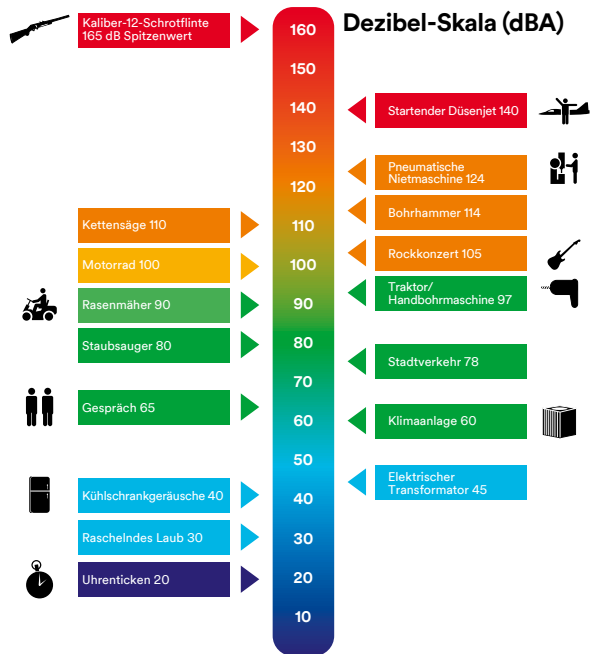 Dezibel-Skala (dBA)
Kaliber-12-Schrotflinte
165 dB Spitzenwert
Kettensäge 110
Motorrad 100
Rasenmäher 90
Staubsauger 80
Gespräch 65
Kühlschrankgeräusche 40
Raschelndes Laub 30
Uhrenticken 20
160
150
140
130
120
110
100
90
80
70
60
50
40
30
20
10
Startender Düsenjet 140
Pneumatische
Nietmaschine 124
Bohrhammer 114
Rockkonzert 105
Traktor/
Handbohrmaschine 97
Stadtverkehr 78
Klimaanlage 60
Elektrischer
Transformator 45